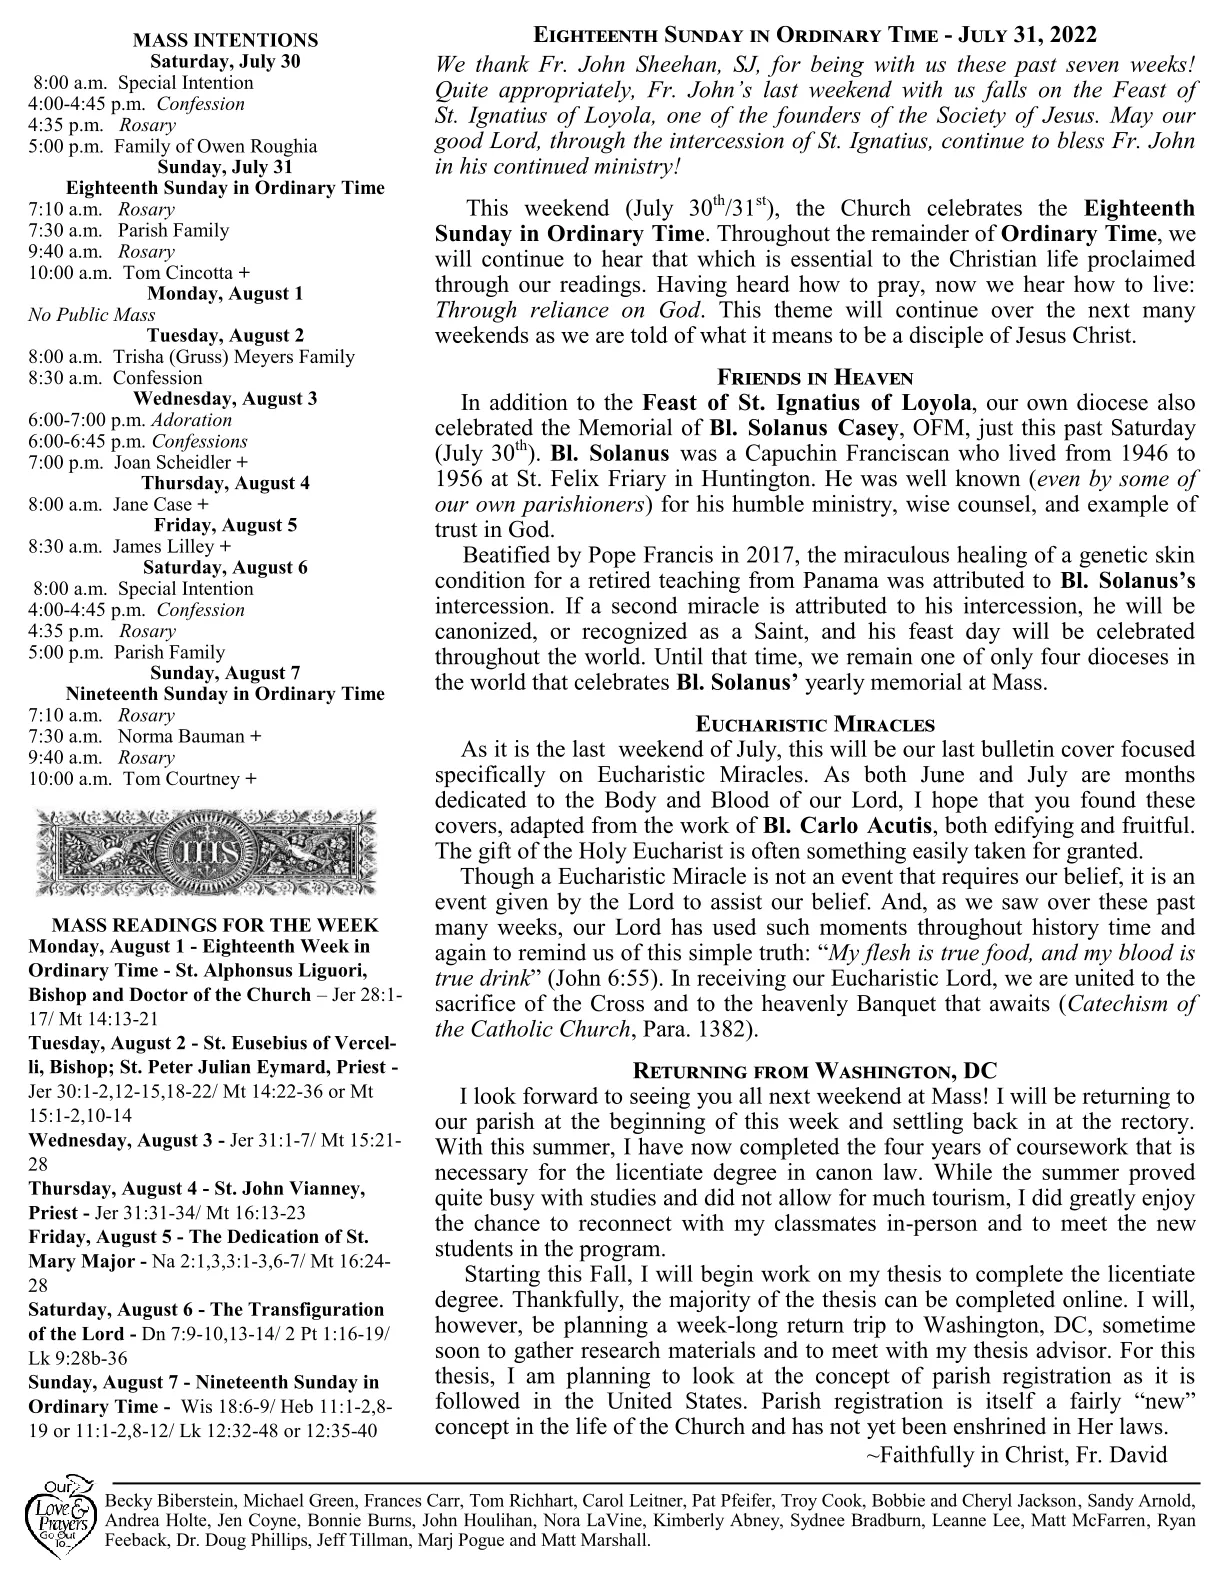 MASS INTENTIONS
Saturday, July 30
8:00 a.m. Special Intention
4:00-4:45 p.m. Confession
4:35 p.m. Rosary
5:00 p.m. Family of Owen Roughia
Sunday, July 31
Eighteenth Sunday in Ordinary Time
7:10 a.m. Rosary
7:30 a.m. Parish Family
9:40 a.m. Rosary
10:00 a.m. Tom Cincotta +
Monday, August 1
No Public Mass
Tuesday, August 2
8:00 a.m. Trisha (Gruss) Meyers Family
8:30 a.m. Confession
Wednesday, August 3
6:00-7:00 p.m. Adoration
6:00-6:45 p.m. Confessions
7:00 p.m. Joan Scheidler +
Thursday, August 4
8:00 a.m. Jane Case +
Friday, August 5
8:30 a.m. James Lilley +
Saturday, August 6
8:00 a.m. Special Intention
4:00-4:45 p.m. Confession
4:35 p.m. Rosary
5:00 p.m. Parish Family
Sunday, August 7
Nineteenth Sunday in Ordinary Time
7:10 a.m. Rosary
7:30 a.m. Norma Bauman +
9:40 a.m. Rosary
10:00 a.m. Tom Courtney +
IHS
MASS READINGS FOR THE WEEK
Monday, August 1 - Eighteenth Week in
Ordinary Time - St. Alphonsus Liguori,
Bishop and Doctor of the Church – Jer 28:1-
17/ Mt 14:13-21
Tuesday, August 2 - St. Eusebius of Vercel-
li, Bishop; St. Peter Julian Eymard, Priest -
Jer 30:1-2,12-15,18-22/ Mt 14:22-36 or Mt
15:1-2,10-14
Wednesday, August 3 - Jer 31:1-7/ Mt 15:21-
28
Thursday, August 4 - St. John Vianney,
Priest - Jer 31:31-34/ Mt 16:13-23
Friday, August 5 - The Dedication of St.
Mary Major - Na 2:1,3,3:1-3,6-7/ Mt 16:24-
28
Saturday, August 6 - The Transfiguration
of the Lord - Dn 7:9-10,13-14/ 2 Pt 1:16-19/
Lk 9:28b-36
Sunday, August 7 - Nineteenth Sunday in
Ordinary Time - Wis 18:6-9/ Heb 11:1-2,8-
19 or 11:1-2,8-12/ Lk 12:32-48 or 12:35-40
EIGHTEENTH SUNDAY IN ORDINARY TIME - JULY 31, 2022
We thank Fr. John Sheehan, SJ, for being with us these past seven weeks!
Quite appropriately, Fr. John's last weekend with us falls on the Feast of
St. Ignatius of Loyola, one of the founders of the Society of Jesus. May our
good Lord, through the intercession of St. Ignatius, continue to bless Fr. John
in his continued ministry!
This weekend (July 30th/31st), the Church celebrates the Eighteenth
Sunday in Ordinary Time. Throughout the remainder of Ordinary Time, we
will continue to hear that which is essential to the Christian life proclaimed
through our readings. Having heard how to pray, now we hear how to live:
Through reliance on God. This theme will continue over the next many
weekends as we are told of what it means to be a disciple of Jesus Christ.
FRIENDS IN HEAVEN
In addition to the Feast of St. Ignatius of Loyola, our own diocese also
celebrated the Memorial of Bl. Solanus Casey, OFM, just this past Saturday
(July 30th). Bl. Solanus was a Capuchin Franciscan who lived from 1946 to
1956 at St. Felix Friary in Huntington. He was well known (even by some of
our own parishioners) for his humble ministry, wise counsel, and example of
trust in God.
Beatified by Pope Francis in 2017, the miraculous healing of a genetic skin
condition for a retired teaching from Panama was attributed to Bl. Solanus's
intercession. If a second miracle is attributed to his intercession, he will be
canonized, or recognized as a Saint, and his feast day will be celebrated
throughout the world. Until that time, we remain one of only four dioceses in
the world that celebrates Bl. Solanus' yearly memorial at Mass.
EUCHARISTIC MIRACLES
As it is the last weekend of July, this will be our last bulletin cover focused
specifically on Eucharistic Miracles. As both June and July are months
dedicated to the Body and Blood of our Lord, I hope that you found these
covers, adapted from the work of Bl. Carlo Acutis, both edifying and fruitful.
The gift of the Holy Eucharist is often something easily taken for granted.
Though a Eucharistic Miracle is not an event that requires our belief, it is an
event given by the Lord to assist our belief. And, as we saw over these past
many weeks, our Lord has used such moments throughout history time and
again to remind us of this simple truth: “My flesh is true food, and my blood is
true drink” (John 6:55). In receiving our Eucharistic Lord, we are united to the
sacrifice of the Cross and to the heavenly Banquet that awaits (Catechism of
the Catholic Church, Para. 1382).
RETURNING FROM WASHINGTON, DC
I look forward to seeing you all next weekend at Mass! I will be returning to
our parish at the beginning of this week and settling back in at the rectory.
With this summer, I have now completed the four years of coursework that is
necessary for the licentiate degree in canon law. While the summer proved
quite busy with studies and did not allow for much tourism, I did greatly enjoy
the chance to reconnect with my classmates in-person and to meet the new
students in the program.
Starting this Fall, I will begin work on my thesis to complete the licentiate
degree. Thankfully, the majority of the thesis can be completed online. I will,
however, be planning a week-long return trip to Washington, DC, sometime
soon to gather research materials and to meet with my thesis advisor. For this
thesis, I am planning to look at the concept of parish registration as it is
followed in the United States. Parish registration is itself a fairly “new”
concept in the life of the Church and has not yet been enshrined in Her laws.
~Faithfully in Christ, Fr. David
Our
Love &
Prayers
Go Out
To...
Becky Biberstein, Michael Green, Frances Carr, Tom Richhart, Carol Leitner, Pat Pfeifer, Troy Cook, Bobbie and Cheryl Jackson, Sandy Arnold,
Andrea Holte, Jen Coyne, Bonnie Burns, John Houlihan, Nora LaVine, Kimberly Abney, Sydnee Bradburn, Leanne Lee, Matt McFarren, Ryan
Feeback, Dr. Doug Phillips, Jeff Tillman, Marj Pogue and Matt Marshall.